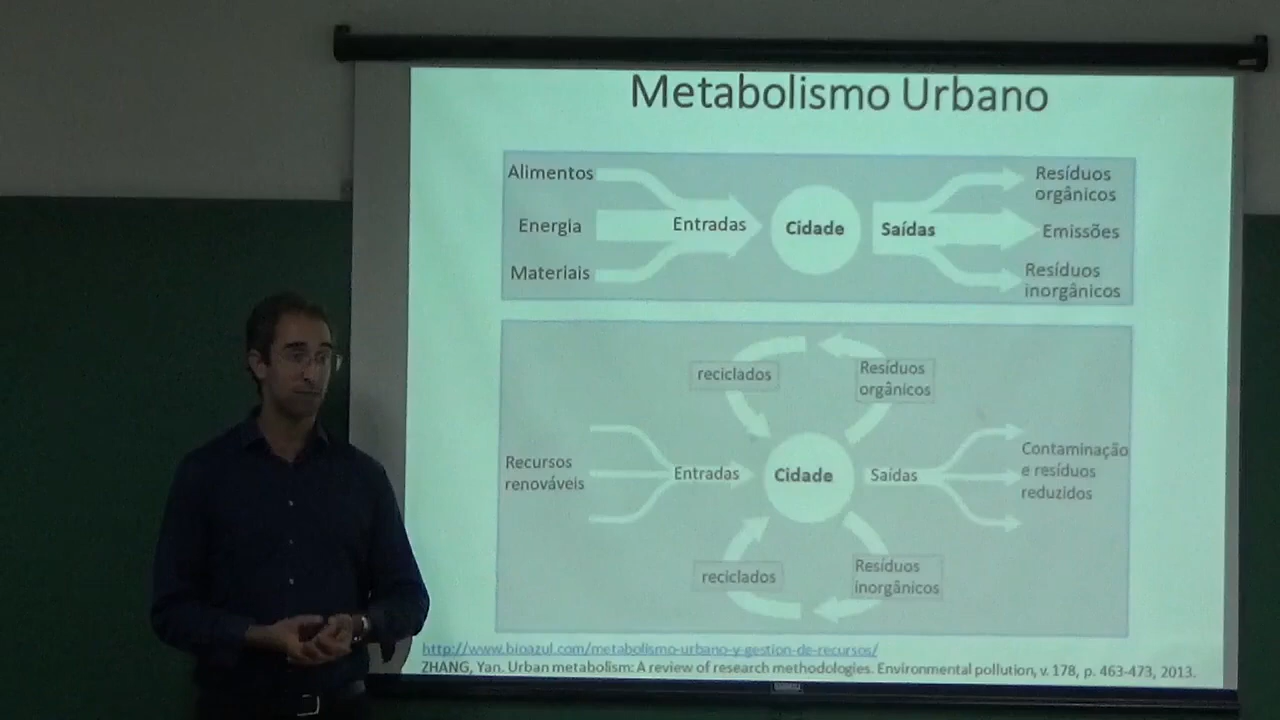 Metabolismo Urbano
Alimentos
Energia
Materiais
Entradas
Cidade
Saídas
Resíduos
orgânicos
Emissões
Resíduos
inorgânicos
reciclados
Resíduos
orgânicos
Recursos
renováveis
Entradas
Cidade
Saídas
Contaminação
e resíduos
reduzidos
reciclados
Resíduos
inorgânicos
http://www.bioazul.com/metabolismo-urbano-y-gestion-de-recursos/
ZHANG, Yan. Urban metabolism: A review of research methodologies. Environmental pollution, v. 178, p. 463-473, 2013.